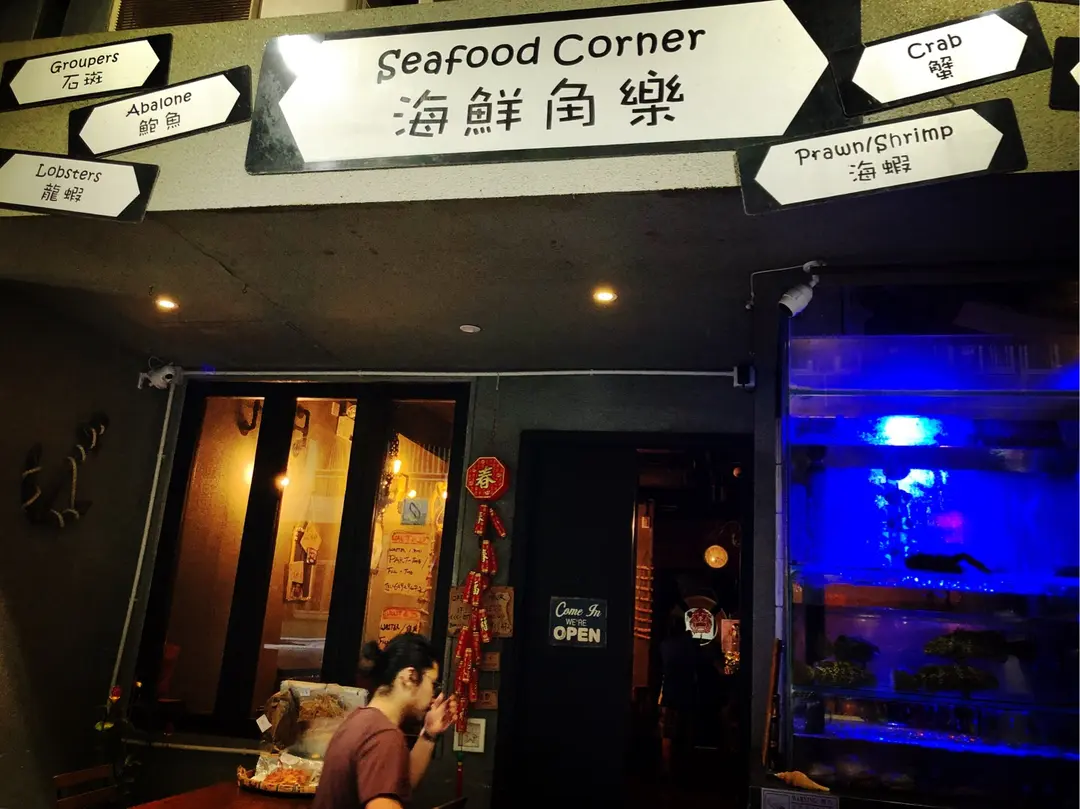 Seafood Corner
海鮮角樂
Groupers
石斑
Abalone
鮑魚
Lobsters
龍蝦
Crab
蟹
Prawn/Shrimp
海蝦
春
Come In
WE'RE
OPEN